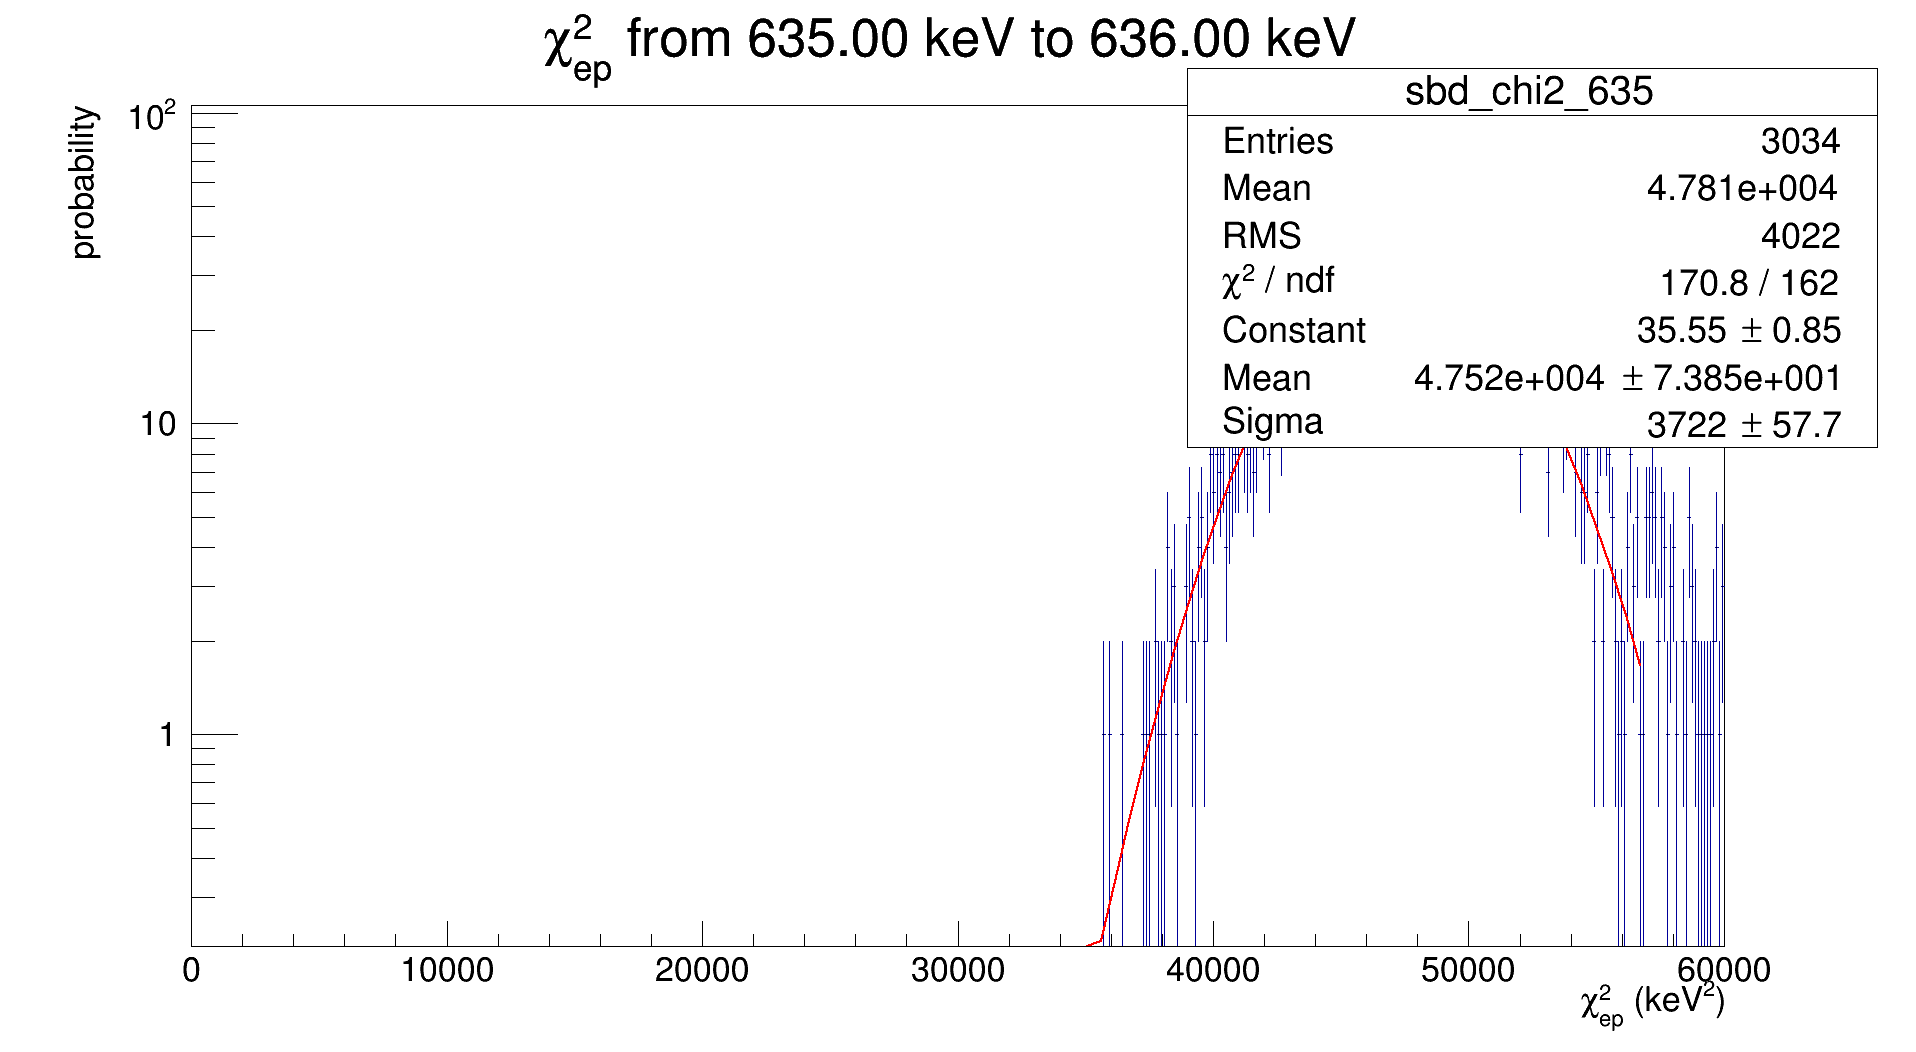 χ²ep from 635.00 keV to 636.00 keV
sbd_chi2_635
Entries 3034
Mean 4.781e+004
RMS 4022
χ² / ndf 170.8 / 162
Constant 35.55 ± 0.85
Mean 4.752e+004 ± 7.385e+001
Sigma 3722 ± 57.7
probability
10²
10
1
0 10000 20000 30000 40000 50000 60000
χ²ep (keV²)